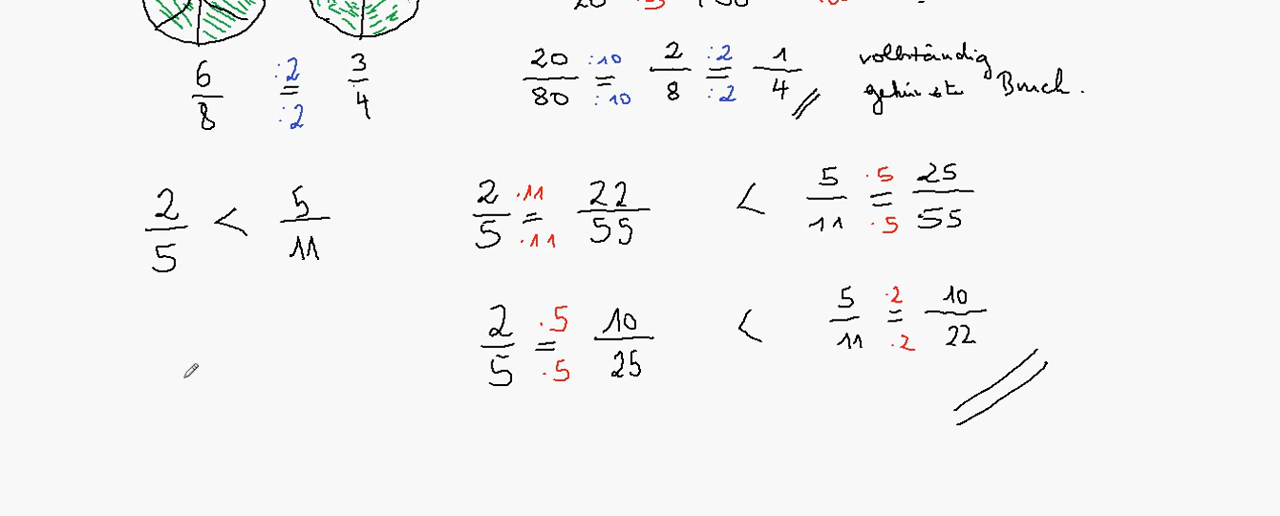 6/8 :2 = :2 3/4
20/80 :10 = :10 2/8 :2 = :2 1/4 vollständig
gekürzte Bruch.
2/5 < 5/11
2/5 ·11 = ·11 22/55 < 5/11 ·5 = ·5 25/55
2/5 ·5 = ·5 10/25 < 5/11 ·2 = ·2 10/22